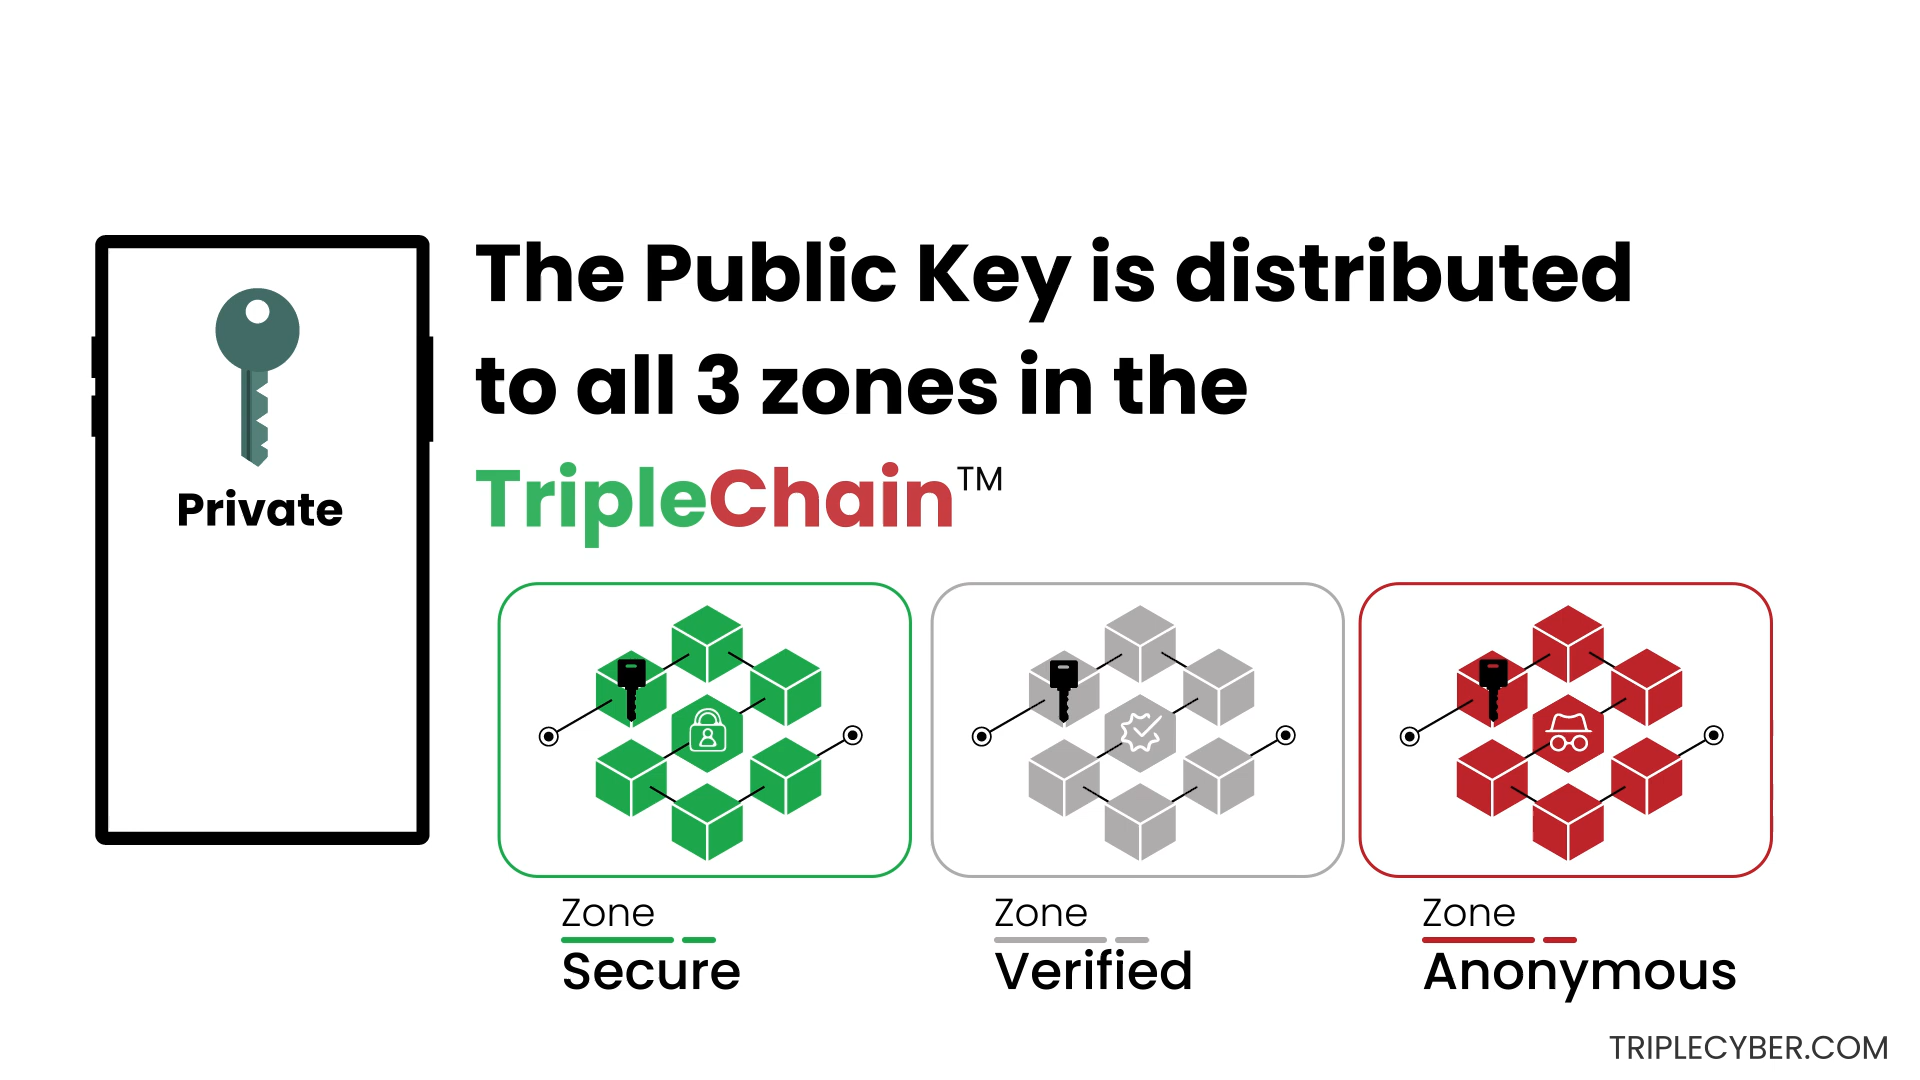 The Public Key is distributed
to all 3 zones in the
TripleChain™
Private
Zone
Secure
Zone
Verified
Zone
Anonymous
TRIPLECYBER.COM